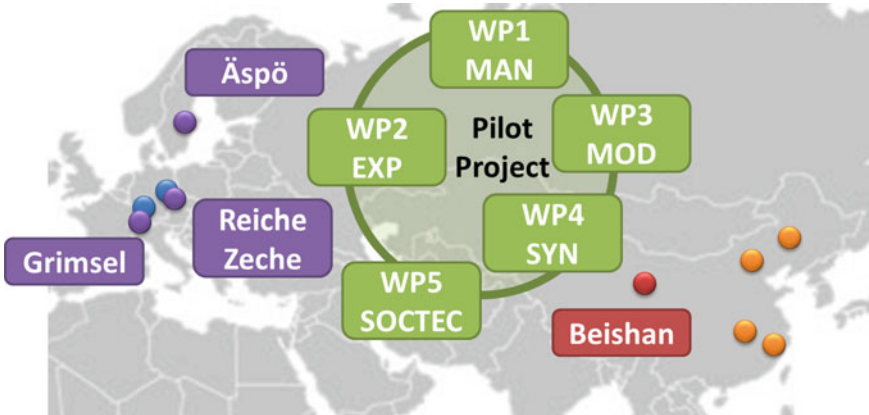 WP1
MAN
Äspö
WP2
EXP
Pilot
Project
WP3
MOD
Reiche
Zeche
WP4
SYN
Grimsel
WP5
SOCTEC
Beishan